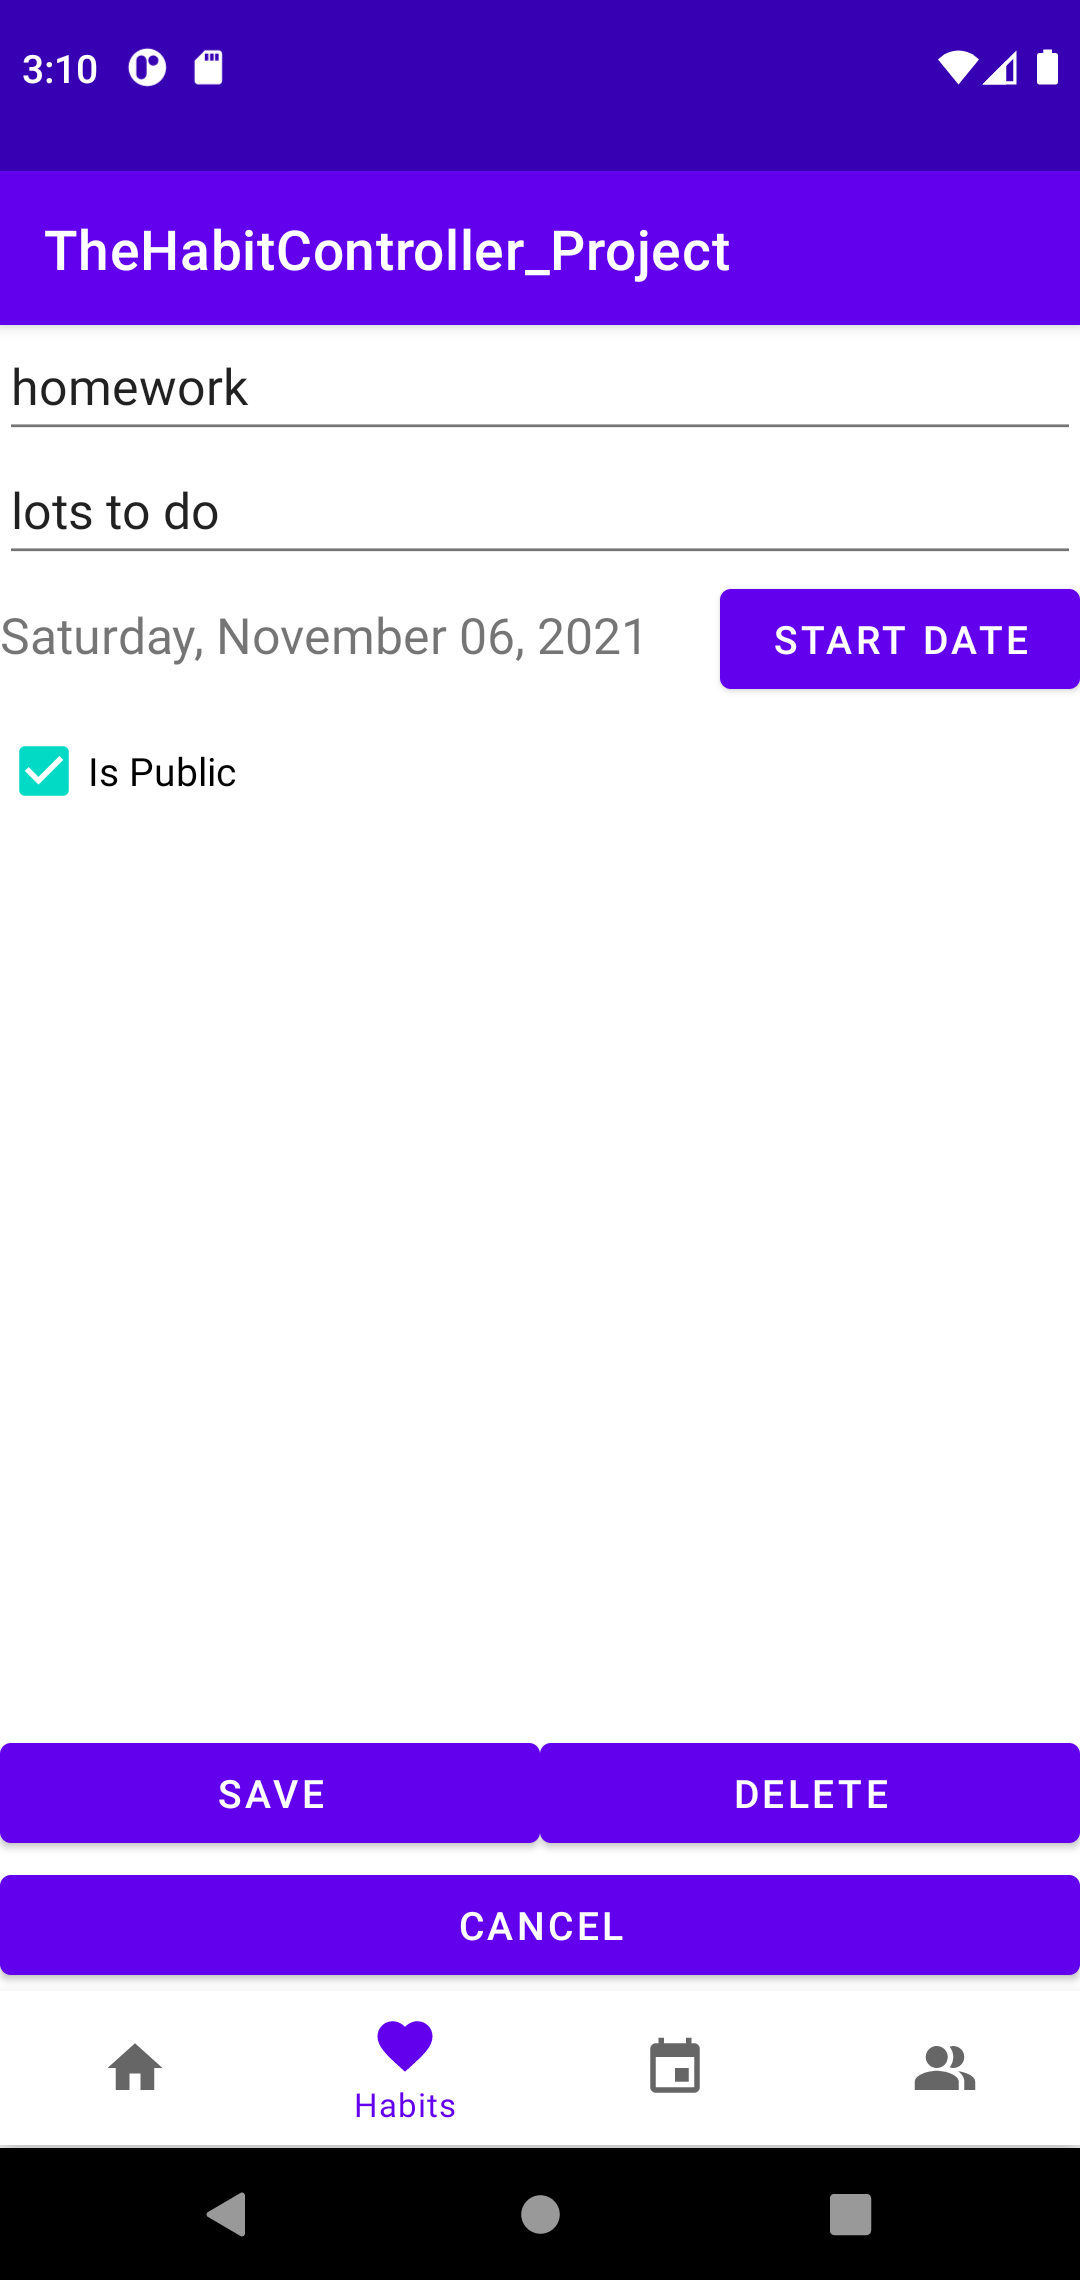 3:10
TheHabitController_Project
homework
lots to do
Saturday, November 06, 2021
START DATE
Is Public
SAVE
DELETE
CANCEL
Habits